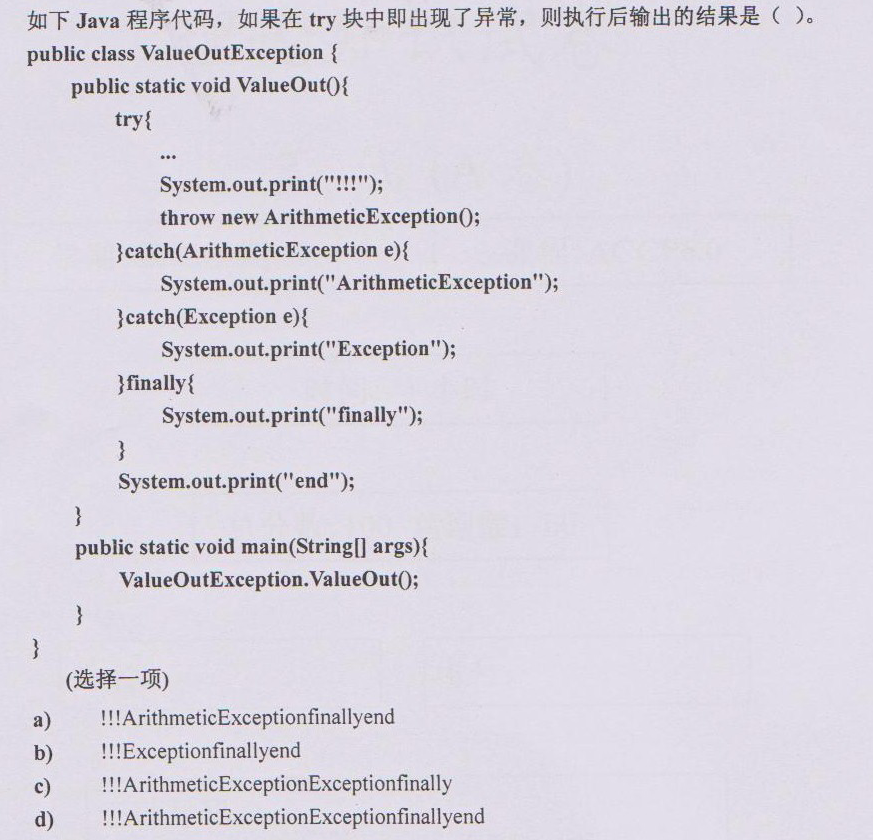 如下 Java 程序代码，如果在 try 块中即出现了异常，则执行后输出的结果是（ ）。
public class ValueOutException {
public static void ValueOut(){
try{
...
System.out.print("!!!");
throw new ArithmeticException();
}catch(ArithmeticException e){
System.out.print("ArithmeticException");
}catch(Exception e){
System.out.print("Exception");
}finally{
System.out.print("finally");
}
System.out.print("end");
}
public static void main(String[] args){
ValueOutException.ValueOut();
}
}
(选择一项)
a) !!!ArithmeticExceptionfinallyend
b) !!!Exceptionfinallyend
c) !!!ArithmeticExceptionExceptionfinally
d) !!!ArithmeticExceptionExceptionfinallyend